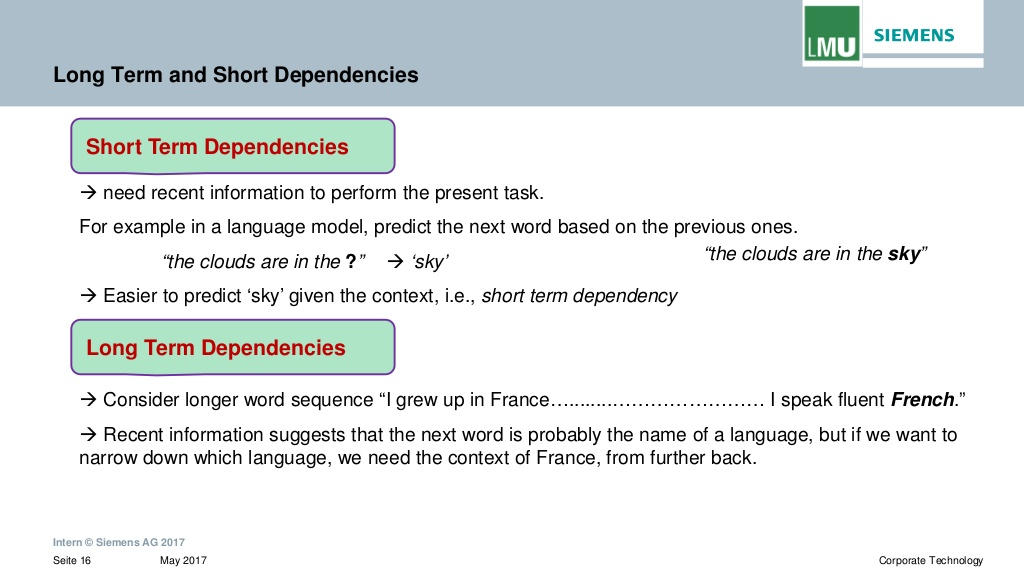 LMU
SIEMENS
Long Term and Short Dependencies
Short Term Dependencies
→ need recent information to perform the present task.
For example in a language model, predict the next word based on the previous ones.
“the clouds are in the ?” → ‘sky’
“the clouds are in the sky”
→ Easier to predict ‘sky’ given the context, i.e., short term dependency
Long Term Dependencies
→ Consider longer word sequence “I grew up in France…..........…………………… I speak fluent French.”
→ Recent information suggests that the next word is probably the name of a language, but if we want to
narrow down which language, we need the context of France, from further back.
Intern © Siemens AG 2017
Seite 16 May 2017 Corporate Technology